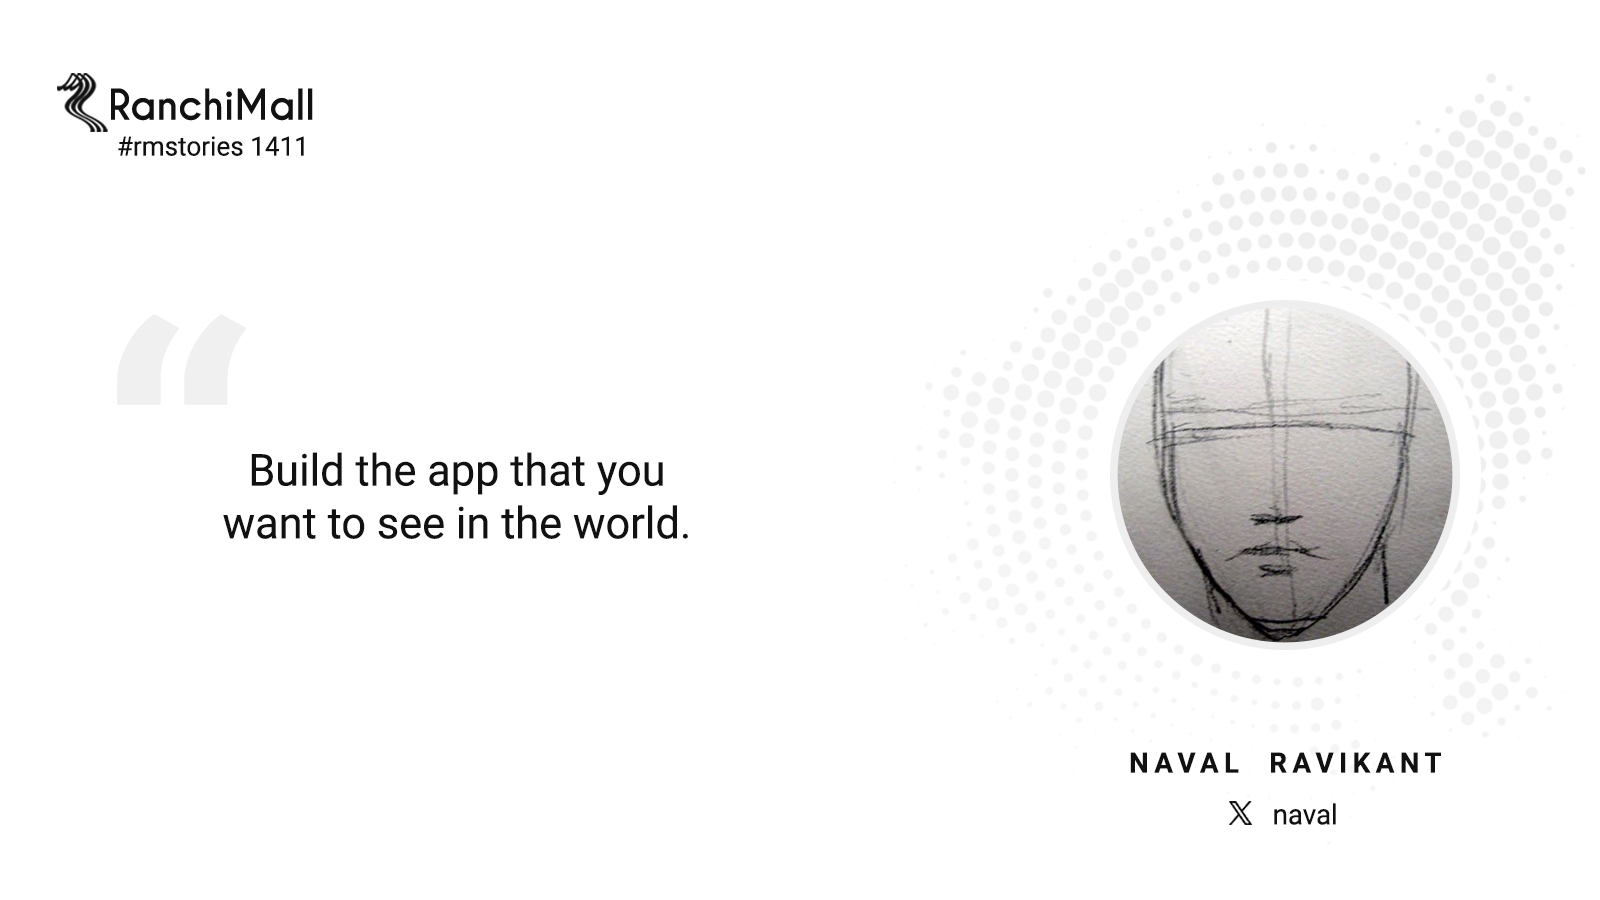 RanchiMall
#rmstories 1411
“
Build the app that you
want to see in the world.
NAVAL RAVIKANT
𝕏 naval